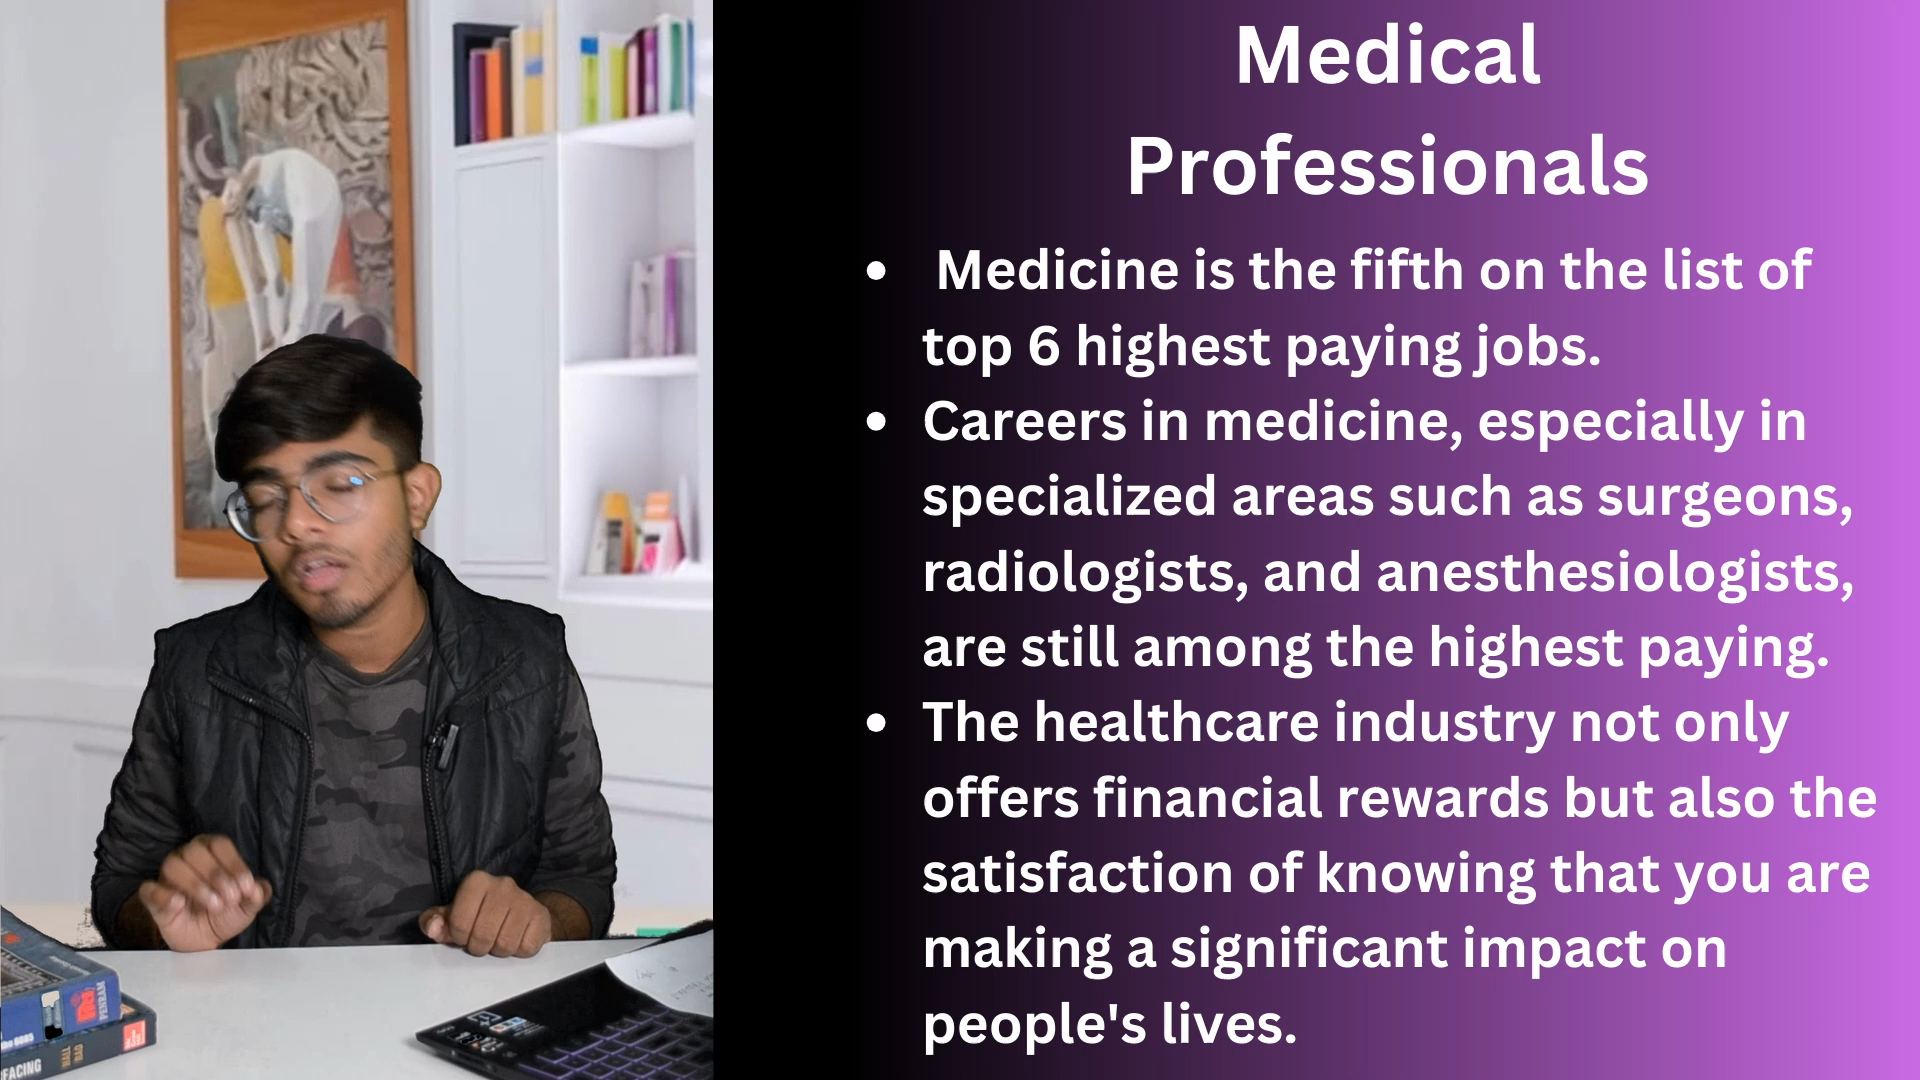 Medical
Professionals
• Medicine is the fifth on the list of
top 6 highest paying jobs.
• Careers in medicine, especially in
specialized areas such as surgeons,
radiologists, and anesthesiologists,
are still among the highest paying.
• The healthcare industry not only
offers financial rewards but also the
satisfaction of knowing that you are
making a significant impact on
people's lives.
PENRAM
HALL
RFACING